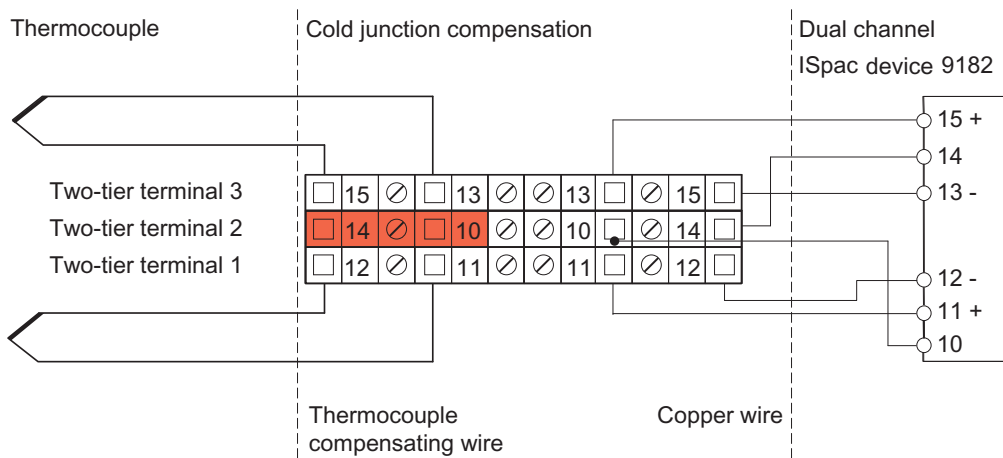 Thermocouple
Cold junction compensation
Dual channel
ISpac device 9182
15 +
14
13 -
12 -
11 +
10
Two-tier terminal 3
Two-tier terminal 2
Two-tier terminal 1
15 13 13 15
14 10 10 14
12 11 11 12
Thermocouple
compensating wire
Copper wire